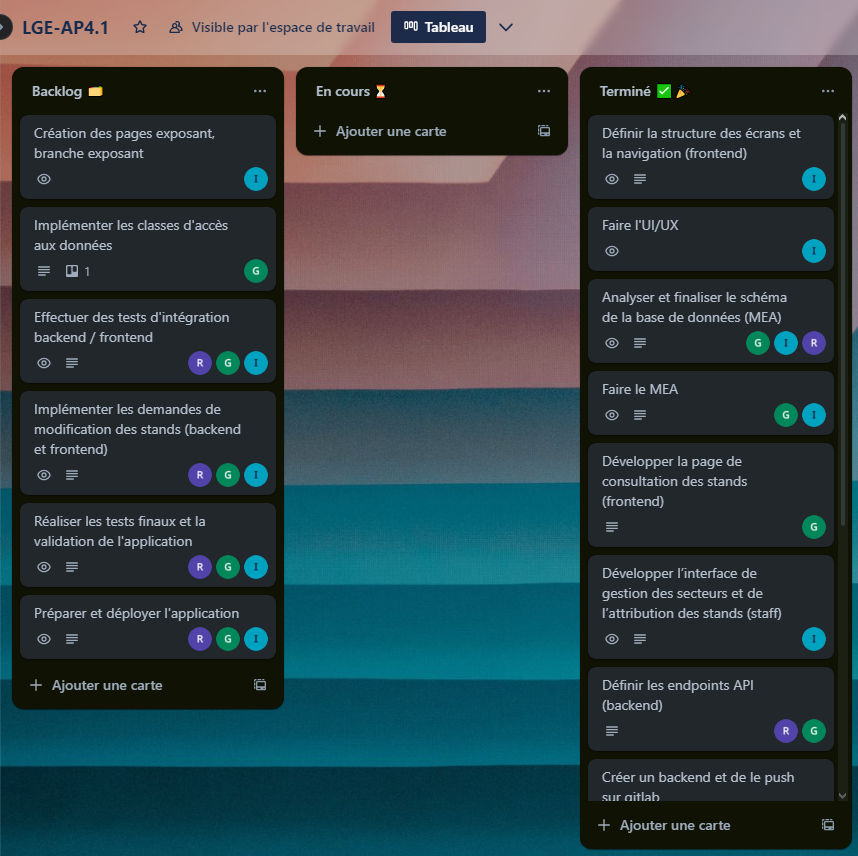 LGE-AP4.1
Visible par l'espace de travail
Tableau
Backlog
Création des pages exposant,
branche exposant
I
Implémenter les classes d'accès
aux données
1
G
Effectuer des tests d'intégration
backend / frontend
R G I
Implémenter les demandes de
modification des stands (backend
et frontend)
R G I
Réaliser les tests finaux et la
validation de l'application
R G I
Préparer et déployer l'application
R G I
Ajouter une carte
En cours
Ajouter une carte
Terminé
Définir la structure des écrans et
la navigation (frontend)
I
Faire l'UI/UX
I
Analyser et finaliser le schéma
de la base de données (MEA)
G I R
Faire le MEA
G I
Développer la page de
consultation des stands
(frontend)
G
Développer l’interface de
gestion des secteurs et de
l’attribution des stands (staff)
I
Définir les endpoints API
(backend)
R G
Créer un backend et de le push
sur gitlab
Ajouter une carte